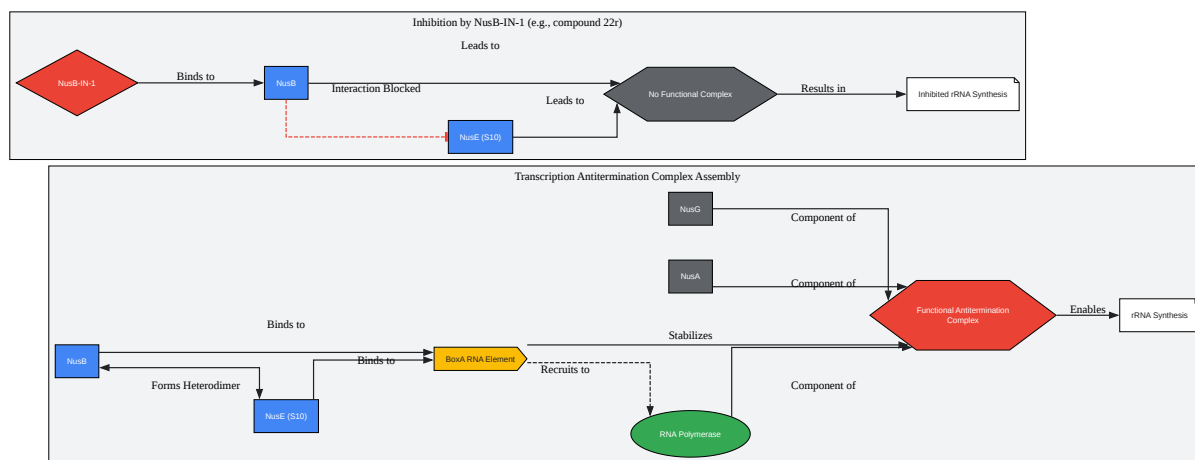 Inhibition by NusB-IN-1 (e.g., compound 22r)
Leads to
NusB-IN-1
Binds to
NusB
Interaction Blocked
Leads to
No Functional Complex
Results in
Inhibited rRNA Synthesis
NusE (S10)
Transcription Antitermination Complex Assembly
NusG
Component of
NusA
Component of
Functional Antitermination
Complex
Enables
rRNA Synthesis
Binds to
Stabilizes
NusB
Binds to
BoxA RNA Element
Recruits to
Forms Heterodimer
Component of
NusE (S10)
RNA Polymerase